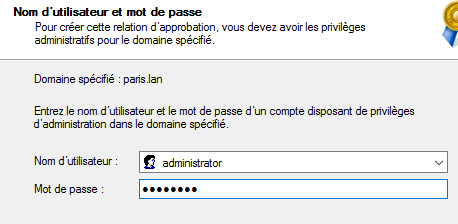 Nom d'utilisateur et mot de passe
Pour créer cette relation d'approbation, vous devez avoir les privilèges
administratifs pour le domaine spécifié.
Domaine spécifié : paris.lan
Entrez le nom d'utilisateur et le mot de passe d'un compte disposant de privilèges
d'administration dans le domaine spécifié.
Nom d'utilisateur : administrator
Mot de passe : ●●●●●●●●